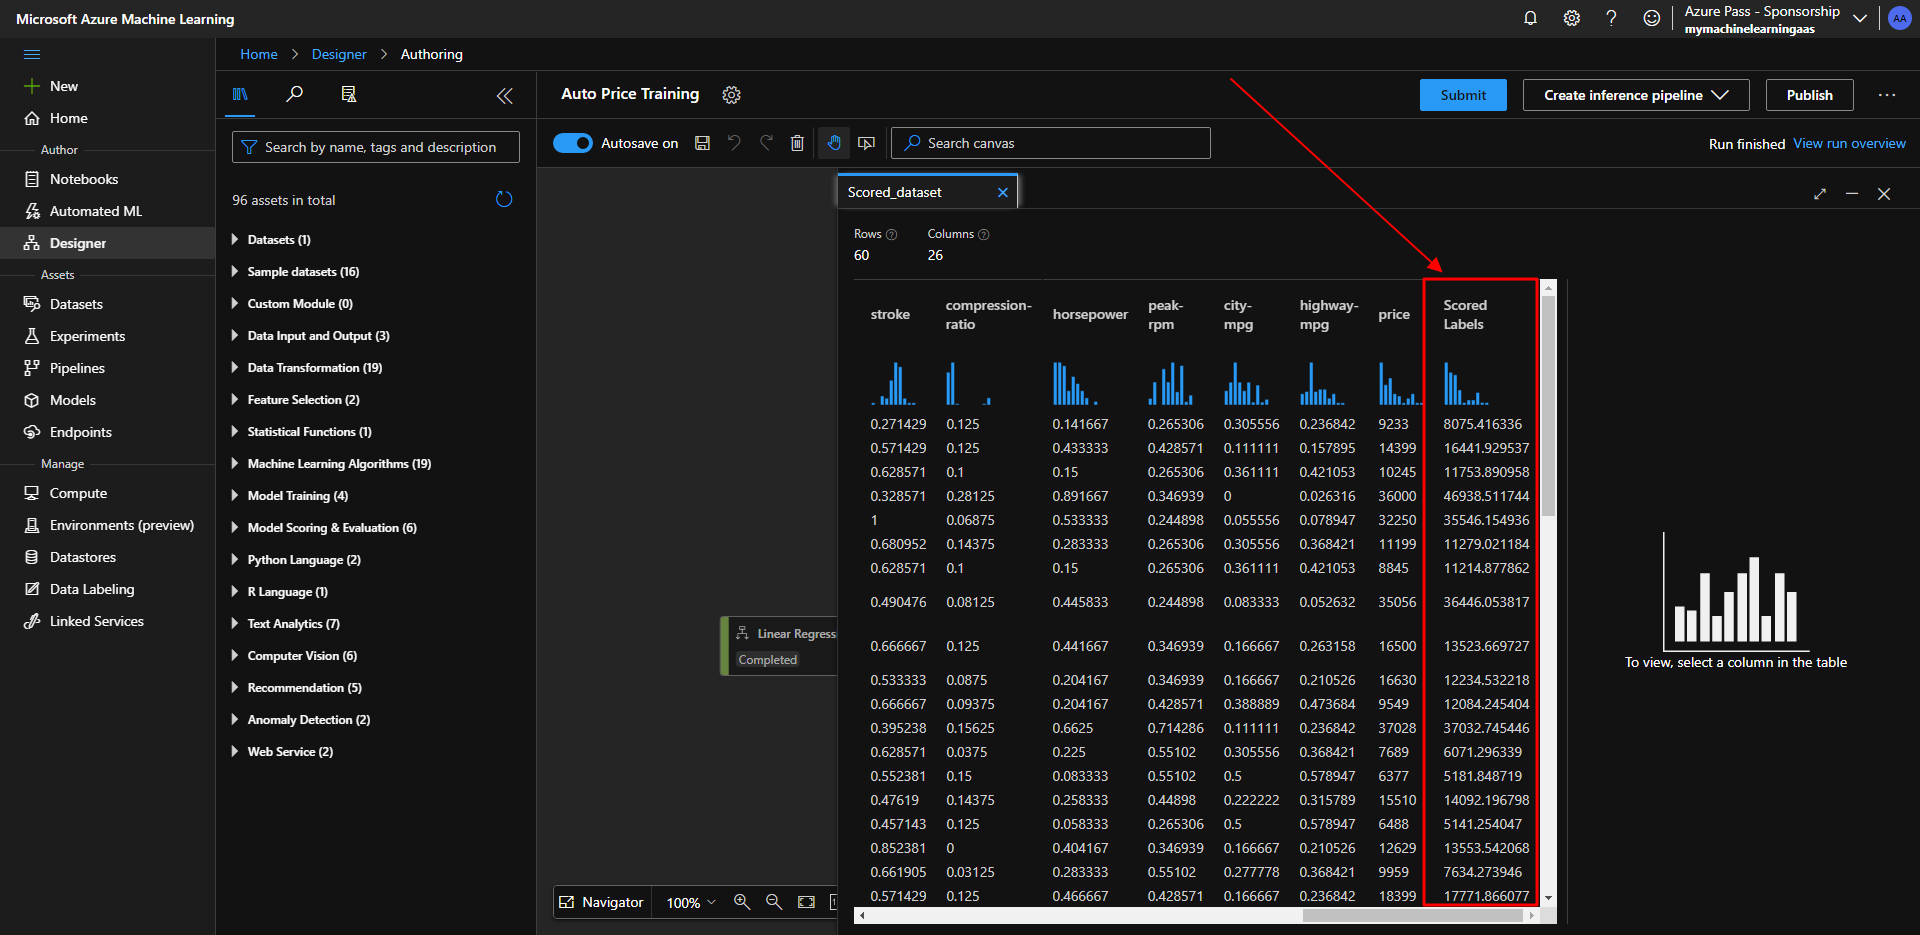 Microsoft Azure Machine Learning
Azure Pass - Sponsorship
mymachinelearningaas
AA
New
Home
Author
Notebooks
Automated ML
Designer
Assets
Datasets
Experiments
Pipelines
Models
Endpoints
Manage
Compute
Environments (preview)
Datastores
Data Labeling
Linked Services
Home > Designer > Authoring
Search by name, tags and description
96 assets in total
Datasets (1)
Sample datasets (16)
Custom Module (0)
Data Input and Output (3)
Data Transformation (19)
Feature Selection (2)
Statistical Functions (1)
Machine Learning Algorithms (19)
Model Training (4)
Model Scoring & Evaluation (6)
Python Language (2)
R Language (1)
Text Analytics (7)
Computer Vision (6)
Recommendation (5)
Anomaly Detection (2)
Web Service (2)
Auto Price Training
Submit
Create inference pipeline
Publish
Autosave on
Search canvas
Run finished View run overview
Linear Regress
Completed
Navigator
100%
Scored_dataset
Rows Columns
60 26
stroke compression-ratio horsepower peak-rpm city-mpg highway-mpg price Scored Labels
0.271429 0.125 0.141667 0.265306 0.305556 0.236842 9233 8075.416336
0.571429 0.125 0.433333 0.428571 0.111111 0.157895 14399 16441.929537
0.628571 0.1 0.15 0.265306 0.361111 0.421053 10245 11753.890958
0.328571 0.28125 0.891667 0.346939 0 0.026316 36000 46938.511744
1 0.06875 0.533333 0.244898 0.055556 0.078947 32250 35546.154936
0.680952 0.14375 0.283333 0.265306 0.305556 0.368421 11199 11279.021184
0.628571 0.1 0.15 0.265306 0.361111 0.421053 8845 11214.877862
0.490476 0.08125 0.445833 0.244898 0.083333 0.052632 35056 36446.053817
0.666667 0.125 0.441667 0.346939 0.166667 0.263158 16500 13523.669727
0.533333 0.0875 0.204167 0.346939 0.166667 0.210526 16630 12234.532218
0.666667 0.09375 0.204167 0.428571 0.388889 0.473684 9549 12084.245404
0.395238 0.15625 0.6625 0.714286 0.111111 0.236842 37028 37032.745446
0.628571 0.0375 0.225 0.55102 0.305556 0.368421 7689 6071.296339
0.552381 0.15 0.083333 0.55102 0.5 0.578947 6377 5181.848719
0.47619 0.14375 0.258333 0.44898 0.222222 0.315789 15510 14092.196798
0.457143 0.125 0.058333 0.265306 0.5 0.578947 6488 5141.254047
0.852381 0 0.404167 0.346939 0.166667 0.210526 12629 13553.542068
0.661905 0.03125 0.283333 0.55102 0.277778 0.368421 9959 7634.273946
0.571429 0.125 0.466667 0.428571 0.166667 0.236842 18399 17771.866077
To view, select a column in the table